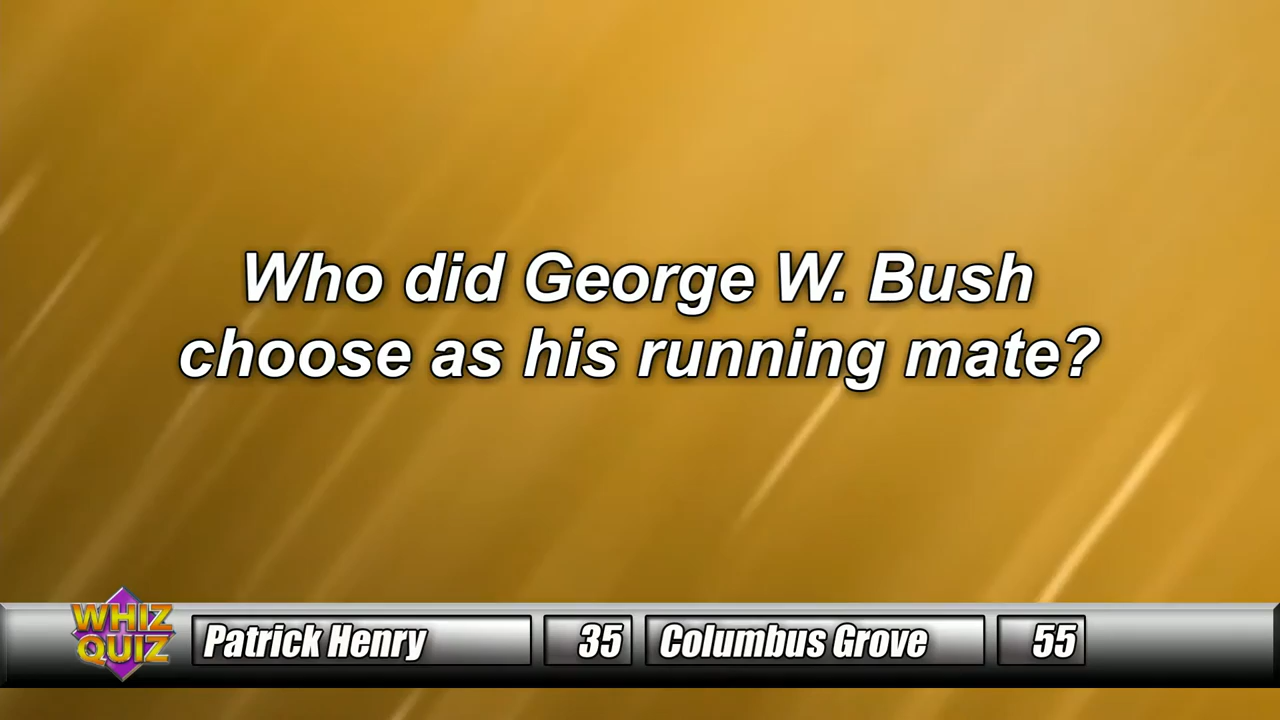 Who did George W. Bush
choose as his running mate?
WHIZ
QUIZ
Patrick Henry 35 Columbus Grove 55